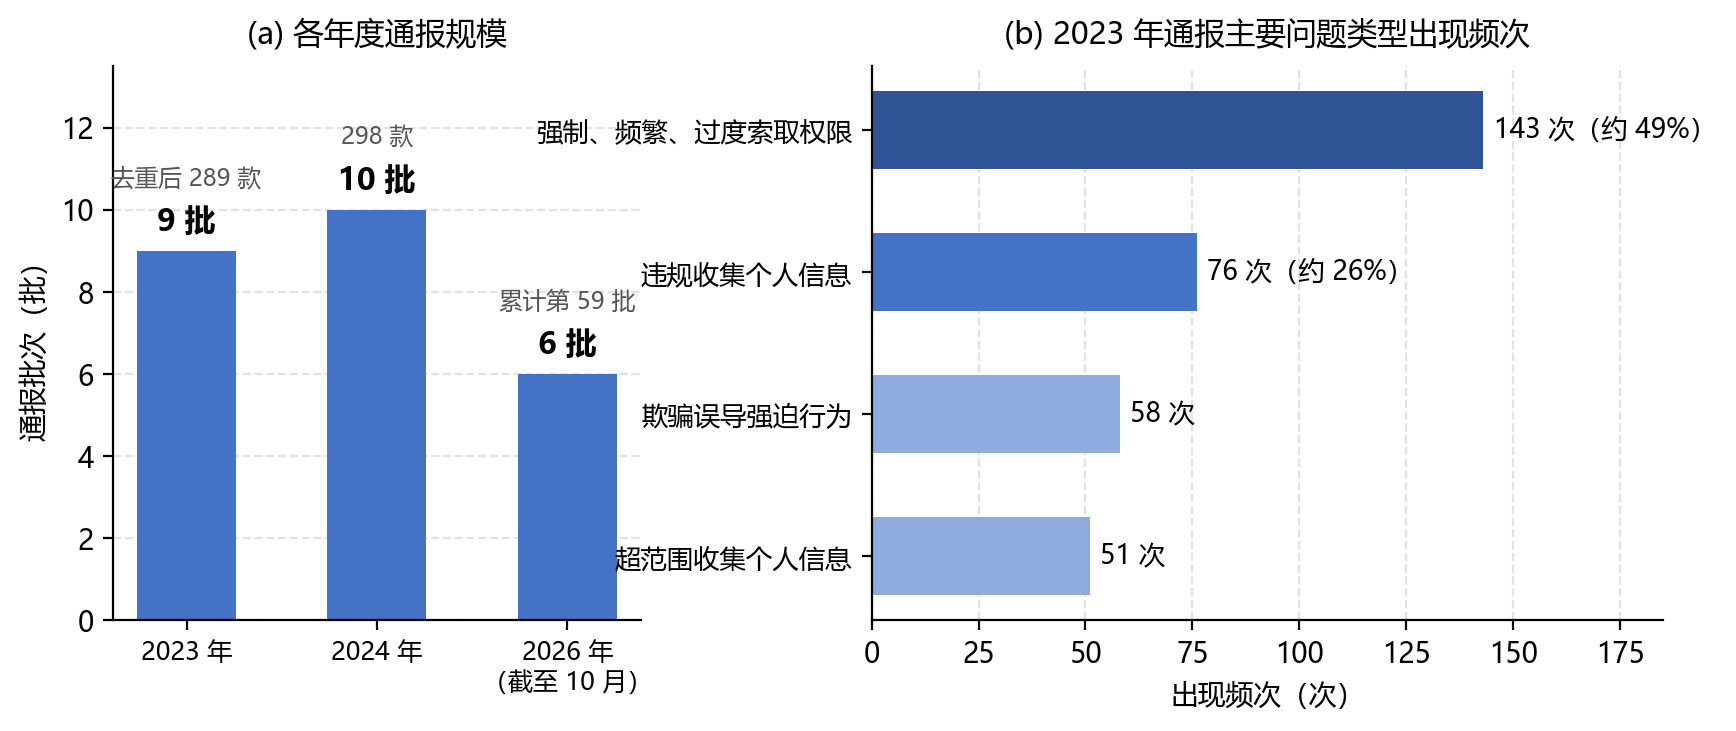 (a) 各年度通报规模
通报批次（批）
12
10
8
6
4
2
0
去重后 289 款
9 批
298 款
10 批
累计第 59 批
6 批
2023 年
2024 年
2026 年
（截至 10 月）
(b) 2023 年通报主要问题类型出现频次
强制、频繁、过度索取权限
143 次（约 49%）
违规收集个人信息
76 次（约 26%）
欺骗误导强迫行为
58 次
超范围收集个人信息
51 次
0
25
50
75
100
125
150
175
出现频次（次）